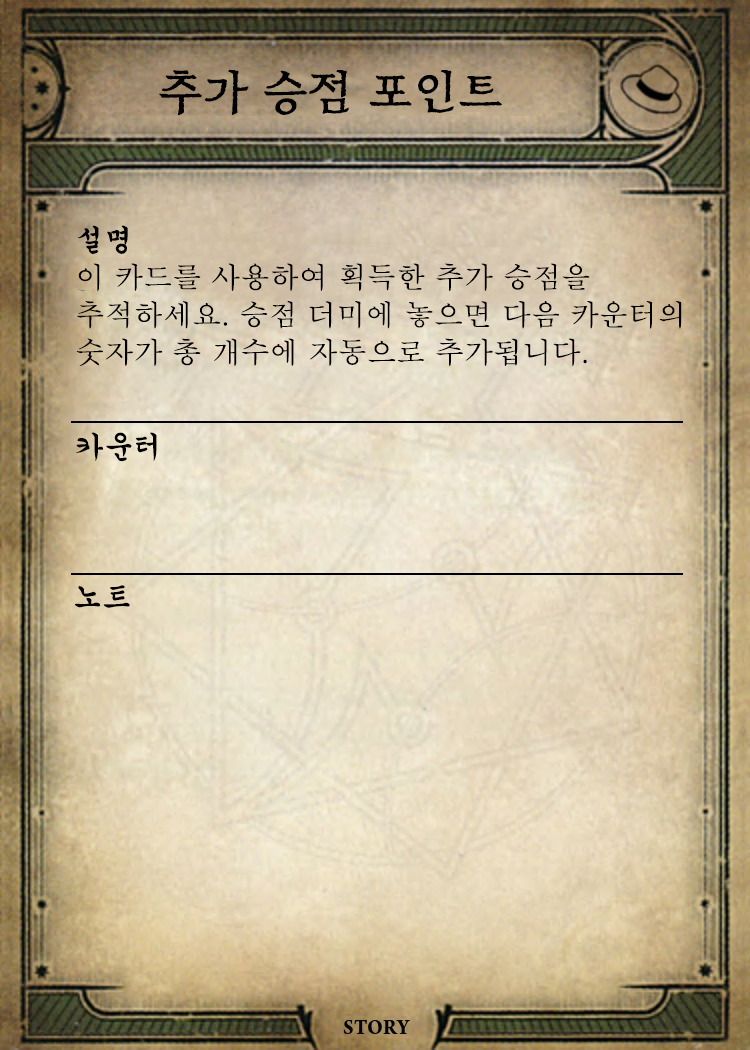 추가 승점 포인트
설명
이 카드를 사용하여 획득한 추가 승점을
추적하세요. 승점 더미에 놓으면 다음 카운터의
숫자가 총 개수에 자동으로 추가됩니다.
카운터
노트
STORY